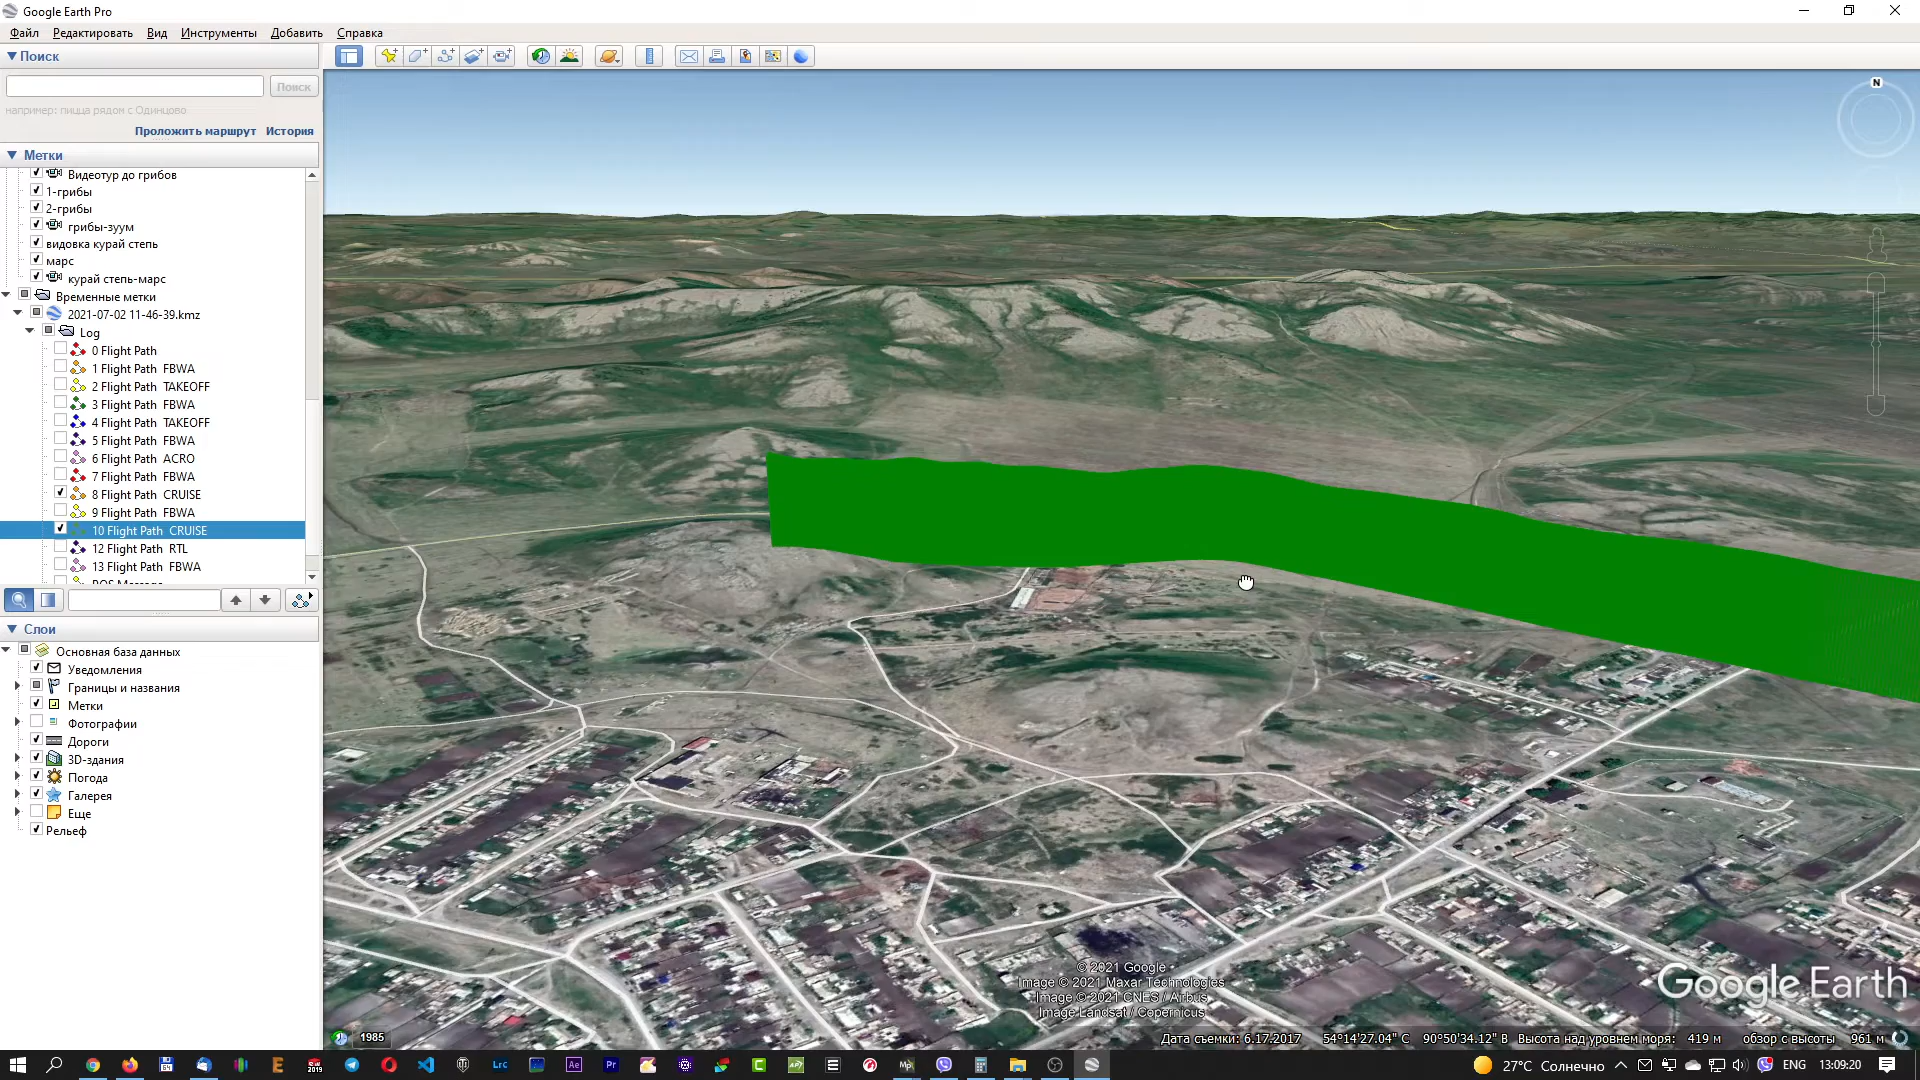 Google Earth Pro
Файл Редактировать Вид Инструменты Добавить Справка
Поиск
Поиск
например: пицца рядом с Одинцово
Проложить маршрут История
Метки
Видеотур до грибов
1-грибы
2-грибы
грибы-зуум
видовка курай степь
марс
курай степь-марс
Временные метки
2021-07-02 11-46-39.kmz
Log
0 Flight Path
1 Flight Path FBWA
2 Flight Path TAKEOFF
3 Flight Path FBWA
4 Flight Path TAKEOFF
5 Flight Path FBWA
6 Flight Path ACRO
7 Flight Path FBWA
8 Flight Path CRUISE
9 Flight Path FBWA
10 Flight Path CRUISE
12 Flight Path RTL
13 Flight Path FBWA
Слои
Основная база данных
Уведомления
Границы и названия
Метки
Фотографии
Дороги
3D-здания
Погода
Галерея
Еще
Рельеф
N
© 2021 Google
Image © 2021 Maxar Technologies
Image © 2021 CNES / Airbus
Image Landsat / Copernicus
Google Earth
1985
Дата съемки: 6.17.2017 54°14'27.04" С 90°50'34.12" В Высота над уровнем моря: 419 м обзор с высоты 961 м
27°C Солнечно ENG 13:09:20